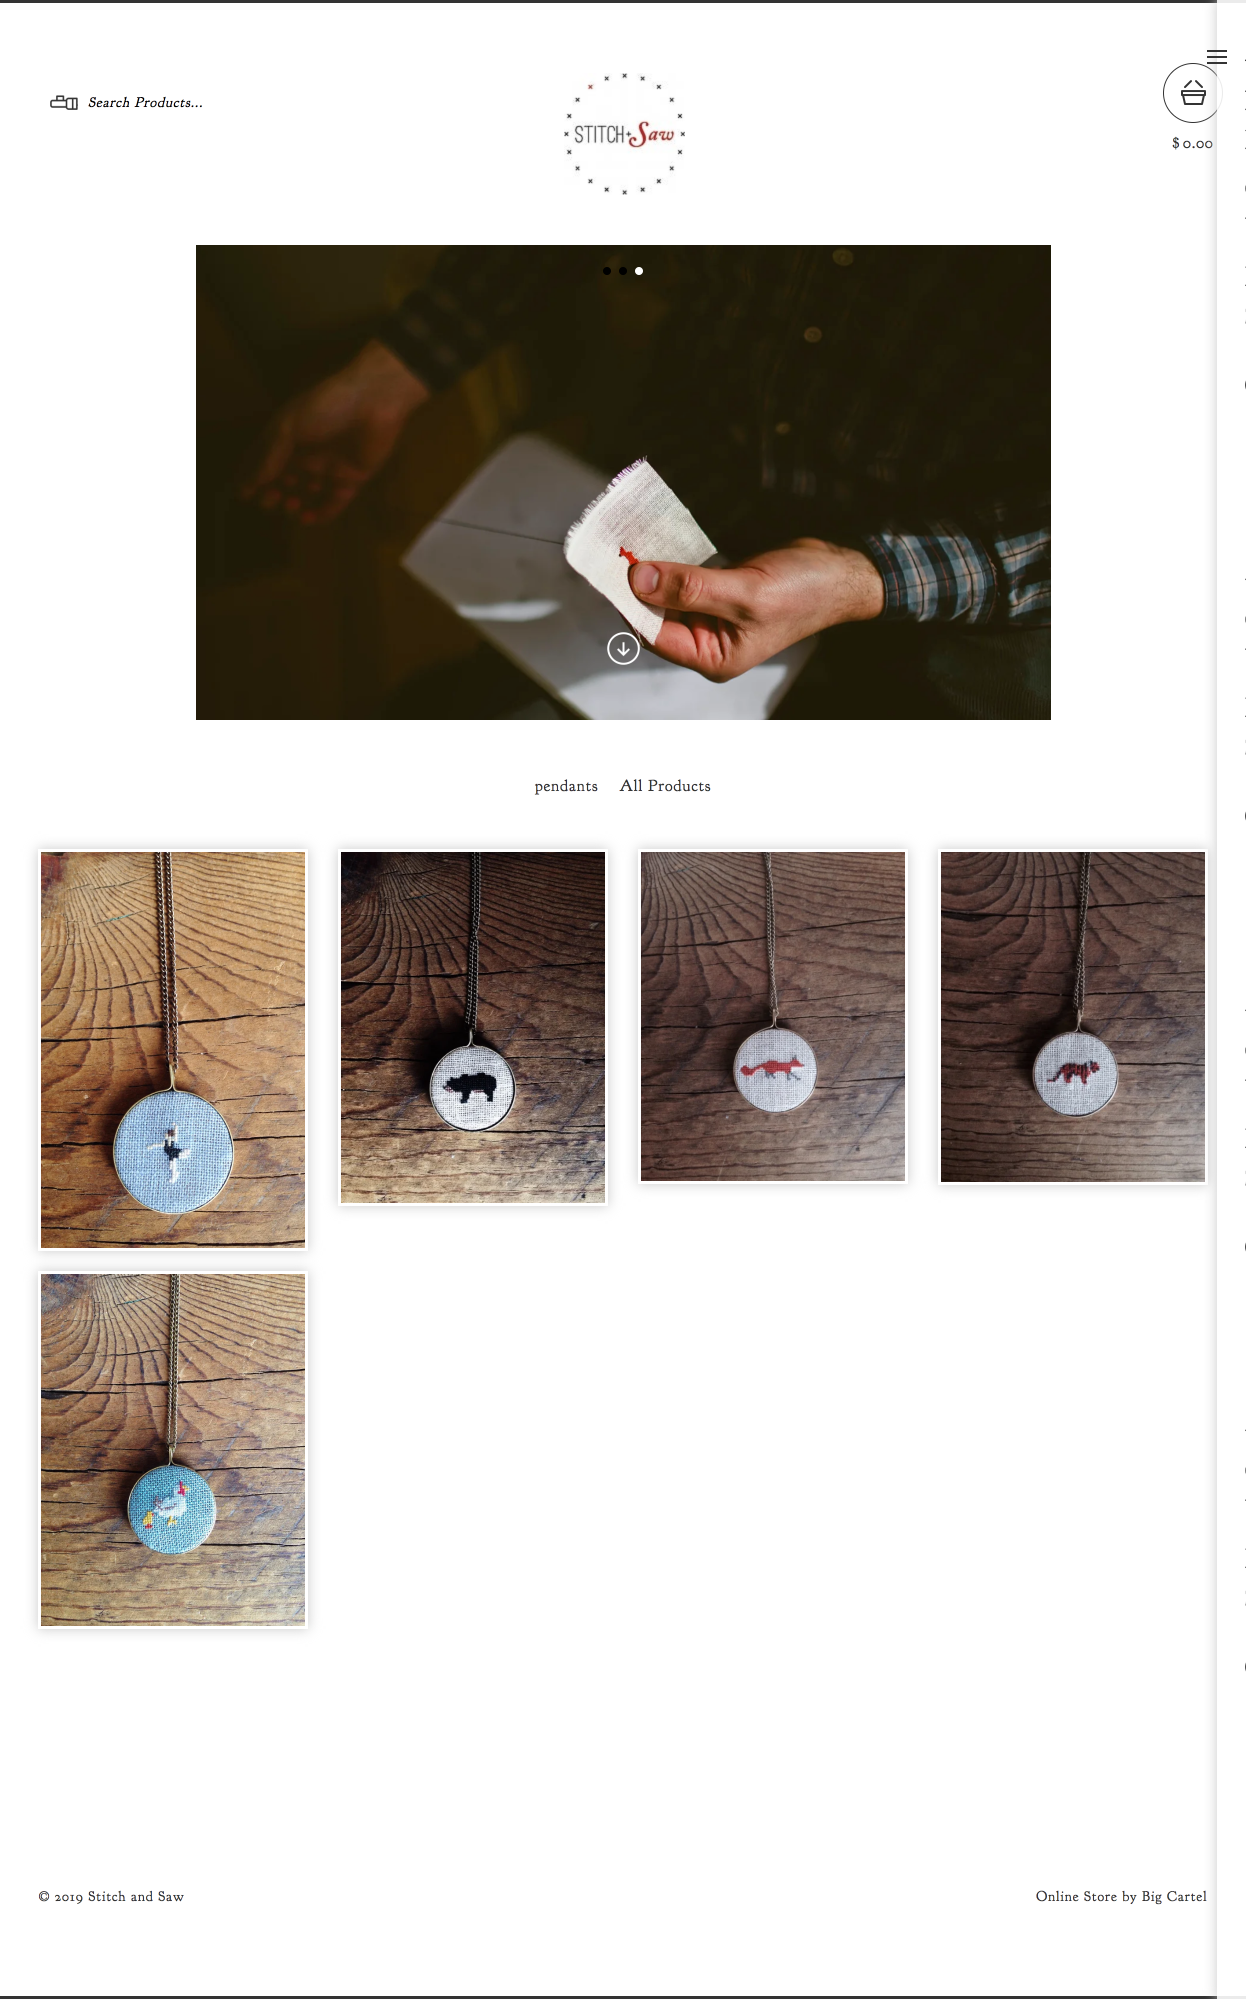 Search Products...
STITCH+Saw
$ 0.00
pendants All Products
© 2019 Stitch and Saw
Online Store by Big Cartel